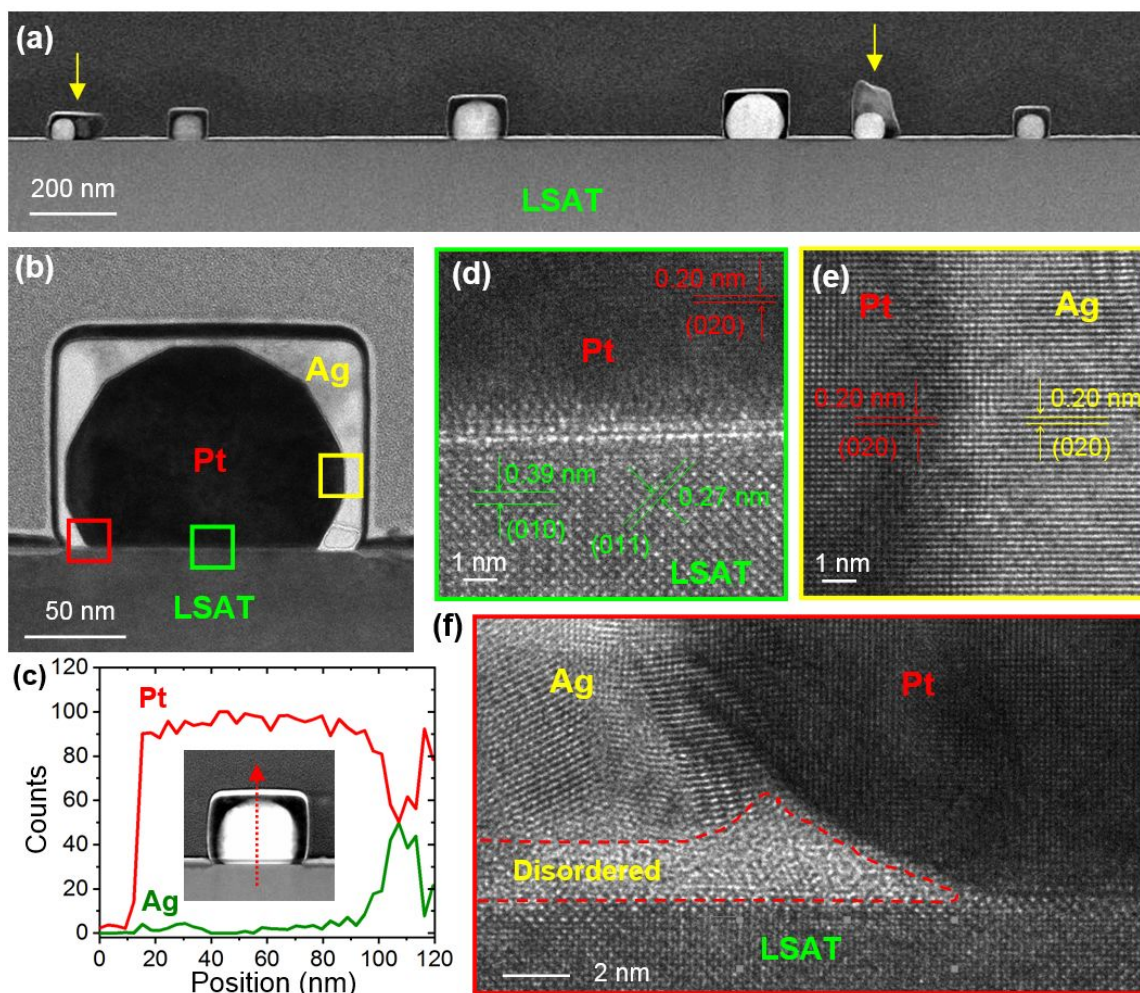 (a)
200 nm
LSAT
(b)
Ag
Pt
LSAT
50 nm
(c)
120
100
80
60
40
20
0
Counts
Pt
Ag
0 20 40 60 80 100 120
Position (nm)
(d)
0.20 nm
(020)
Pt
0.39 nm
(010)
0.27 nm
(011)
1 nm
LSAT
(e)
Pt
Ag
0.20 nm
(020)
0.20 nm
(020)
1 nm
(f)
Ag
Pt
Disordered
LSAT
2 nm